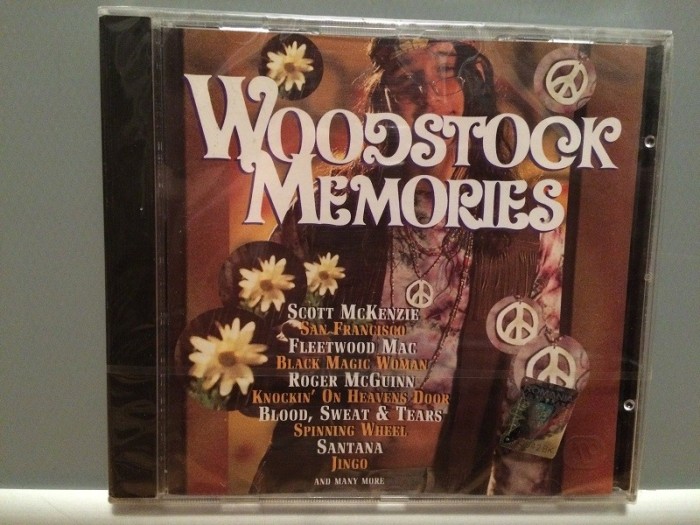 WOODSTOCK
MEMORIES
SCOTT MCKENZIE
SAN FRANCISCO
FLEETWOOD MAC
BLACK MAGIC WOMAN
ROGER MCGUINN
KNOCKIN' ON HEAVENS DOOR
BLOOD, SWEAT & TEARS
SPINNING WHEEL
SANTANA
JINGO
AND MANY MORE